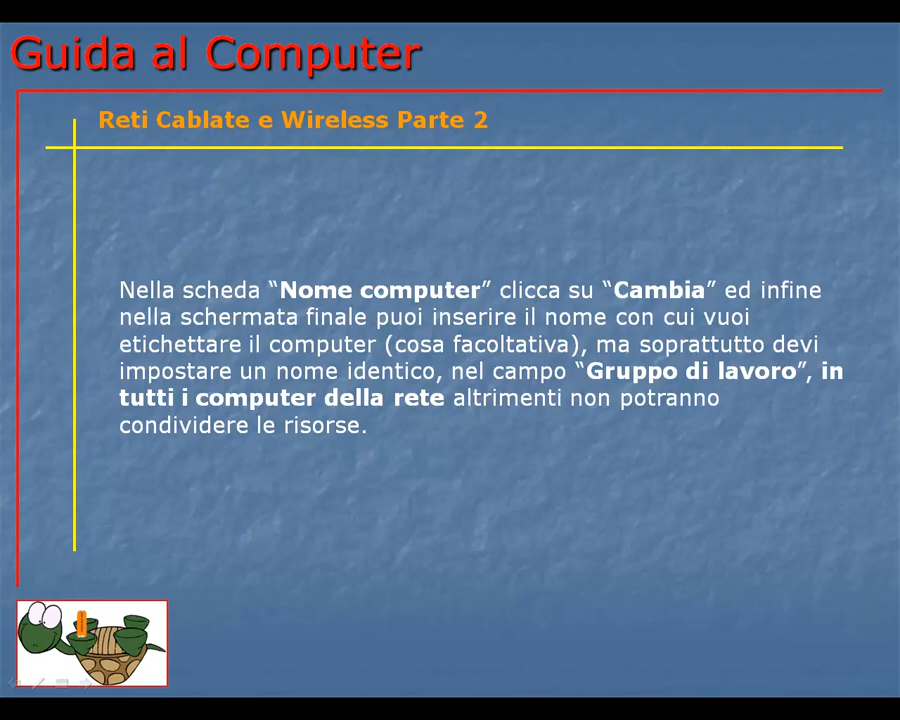 Guida al Computer
Reti Cablate e Wireless Parte 2
Nella scheda “Nome computer” clicca su “Cambia” ed infine
nella schermata finale puoi inserire il nome con cui vuoi
etichettare il computer (cosa facoltativa), ma soprattutto devi
impostare un nome identico, nel campo “Gruppo di lavoro”, in
tutti i computer della rete altrimenti non potranno
condividere le risorse.